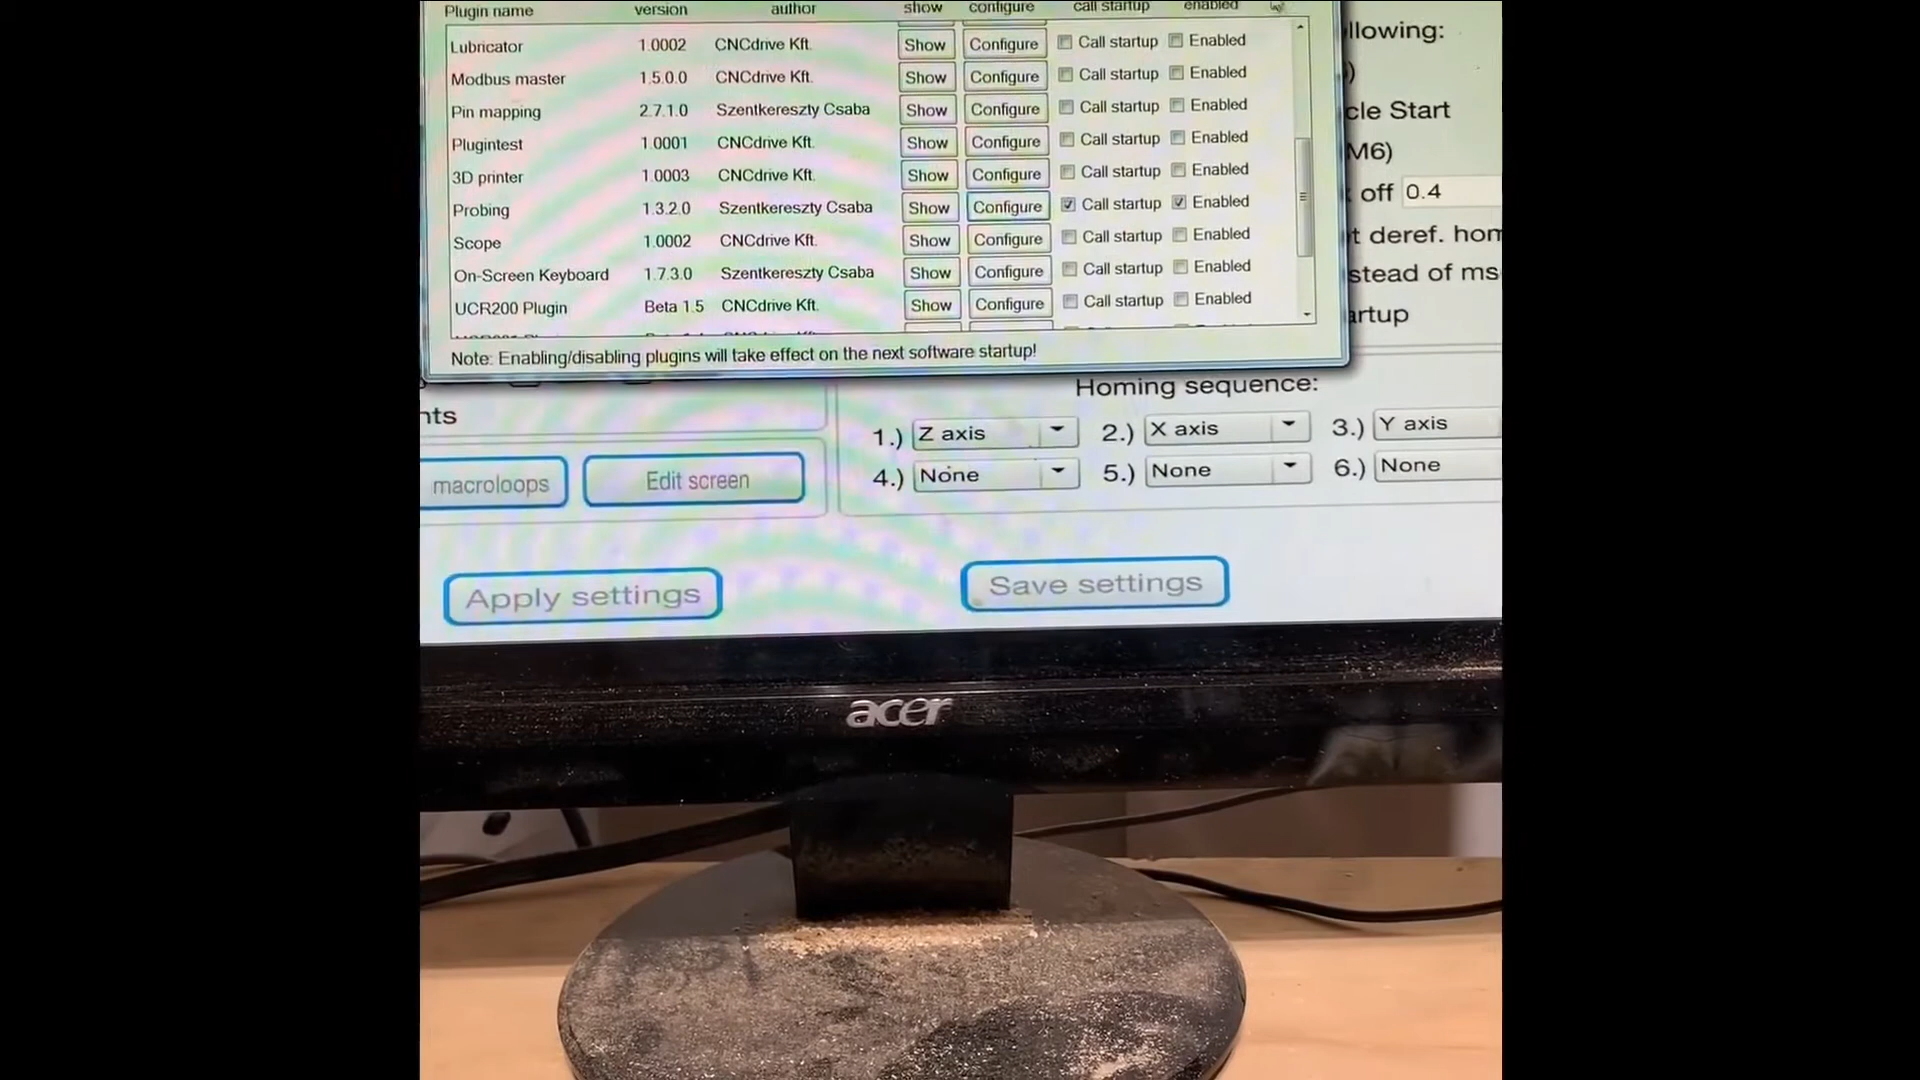 Plugin name version author show configure call startup enabled
Lubricator 1.0002 CNCdrive Kft. Show Configure Call startup Enabled
Modbus master 1.5.0.0 CNCdrive Kft. Show Configure Call startup Enabled
Pin mapping 2.7.1.0 Szentkereszty Csaba Show Configure Call startup Enabled
Plugintest 1.0001 CNCdrive Kft. Show Configure Call startup Enabled
3D printer 1.0003 CNCdrive Kft. Show Configure Call startup Enabled
Probing 1.3.2.0 Szentkereszty Csaba Show Configure Call startup Enabled
Scope 1.0002 CNCdrive Kft. Show Configure Call startup Enabled
On-Screen Keyboard 1.7.3.0 Szentkereszty Csaba Show Configure Call startup Enabled
UCR200 Plugin Beta 1.5 CNCdrive Kft. Show Configure Call startup Enabled
Note: Enabling/disabling plugins will take effect on the next software startup!
llowing:
cle Start
M6)
off 0.4
t deref. hom
stead of ms
artup
Homing sequence:
nts
1.) Z axis 2.) X axis 3.) Y axis
4.) None 5.) None 6.) None
macroloops Edit screen
Apply settings Save settings
acer